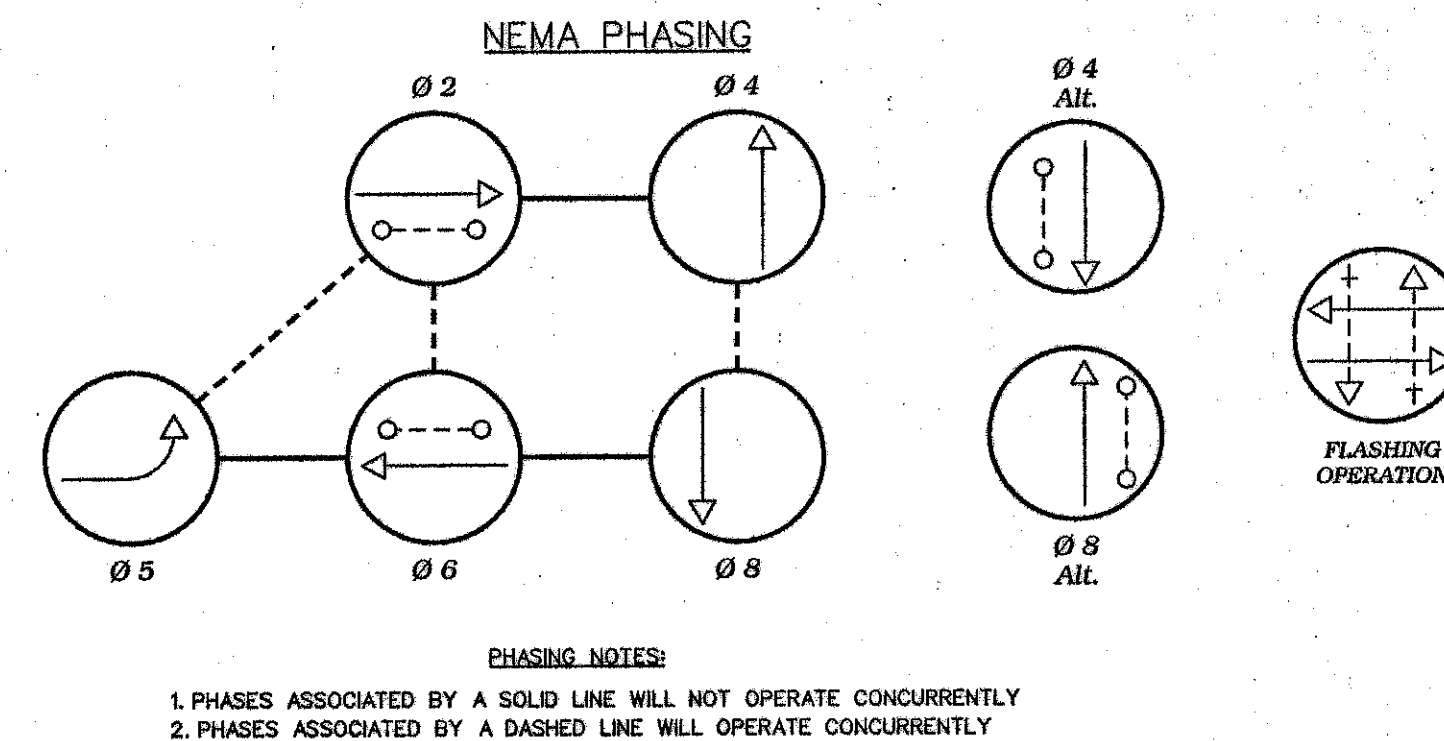 NEMA PHASING
Ø 2
Ø 4
Ø 4
Alt.
FLASHING
OPERATION
Ø 5
Ø 6
Ø 8
Ø 8
Alt.
PHASING NOTES:
1. PHASES ASSOCIATED BY A SOLID LINE WILL NOT OPERATE CONCURRENTLY
2. PHASES ASSOCIATED BY A DASHED LINE WILL OPERATE CONCURRENTLY